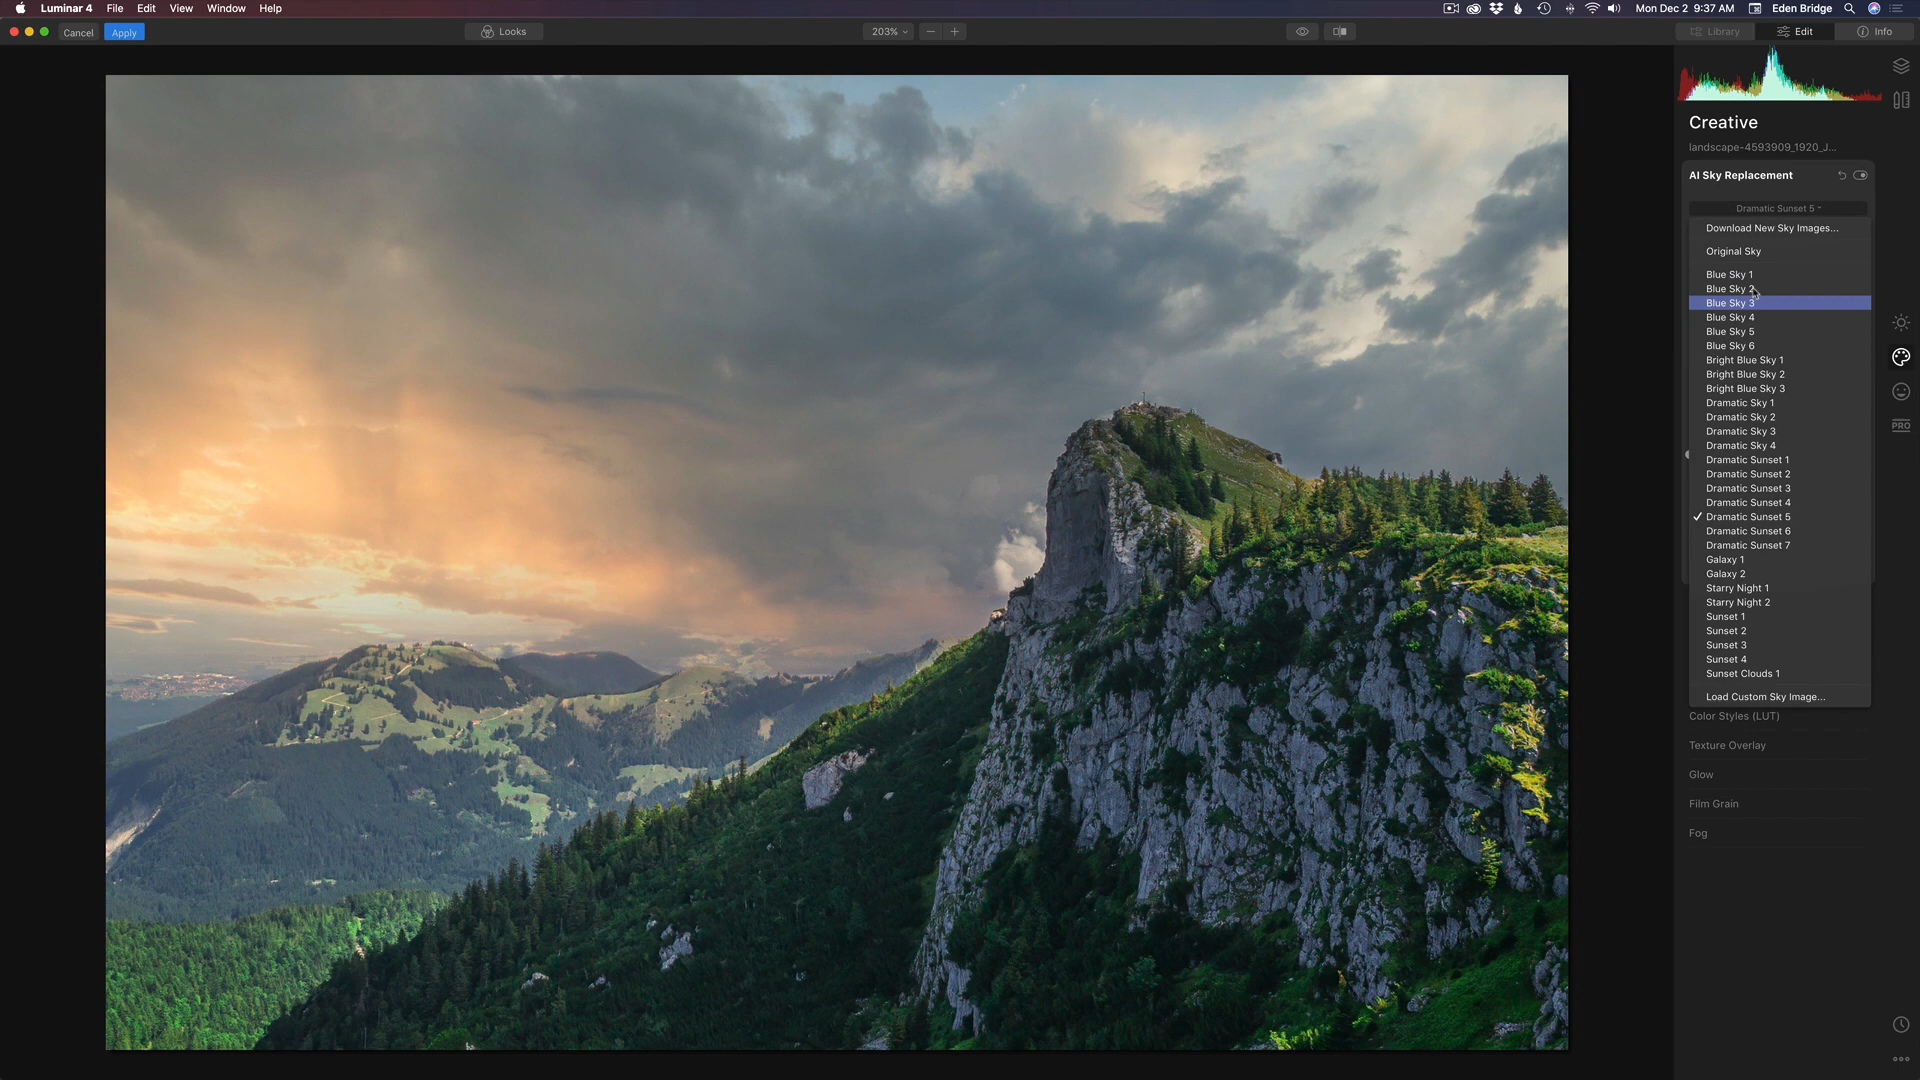 Luminar 4 File Edit View Window Help
Mon Dec 2 9:37 AM Eden Bridge
Cancel Apply Looks 203% Library Edit Info
Creative
landscape-4593909_1920_J...
AI Sky Replacement
Dramatic Sunset 5
Download New Sky Images...
Original Sky
Blue Sky 1
Blue Sky 2
Blue Sky 3
Blue Sky 4
Blue Sky 5
Blue Sky 6
Bright Blue Sky 1
Bright Blue Sky 2
Bright Blue Sky 3
Dramatic Sky 1
Dramatic Sky 2
PRO
Dramatic Sky 3
Dramatic Sky 4
Dramatic Sunset 1
Dramatic Sunset 2
Dramatic Sunset 3
Dramatic Sunset 4
Dramatic Sunset 5
Dramatic Sunset 6
Dramatic Sunset 7
Galaxy 1
Galaxy 2
Starry Night 1
Starry Night 2
Sunset 1
Sunset 2
Sunset 3
Sunset 4
Sunset Clouds 1
Load Custom Sky Image...
Color Styles (LUT)
Texture Overlay
Glow
Film Grain
Fog